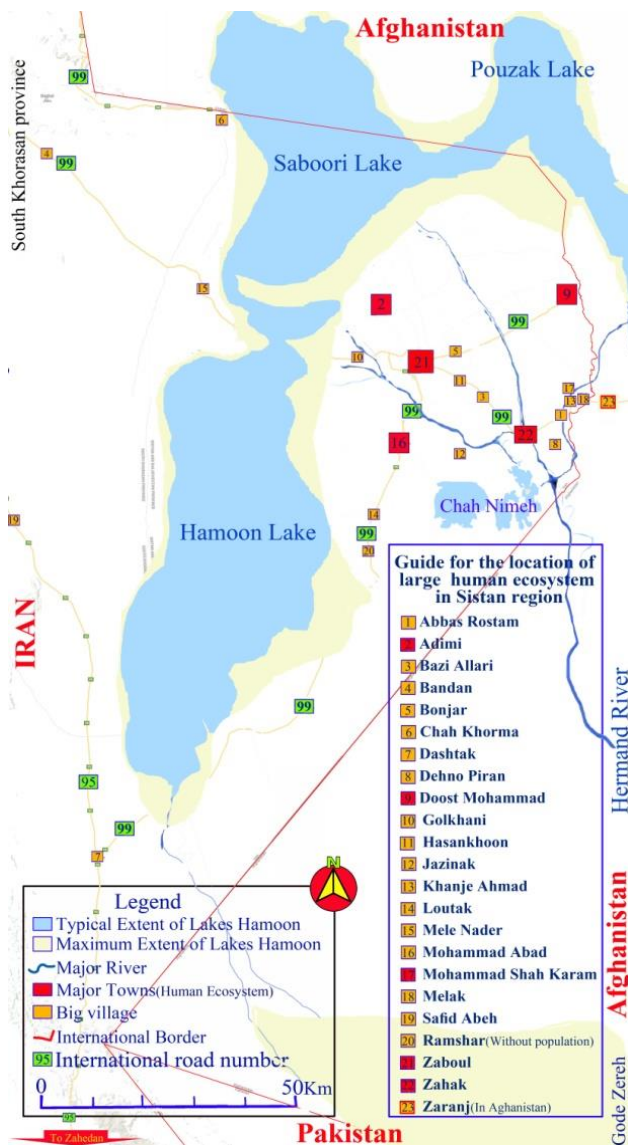 Afghanistan
Pouzak Lake
99
6
South Khorasan province
4
99
Saboori Lake
15
2
9
99
10
5
21
11
3
17
13
18
23
1
99
99
22
16
8
12
Chah Nimeh
14
99
20
19
Hamoon Lake
IRAN
99
95
99
7
Hermand River
Afghanistan
Gode Zereh
Guide for the location of
large human ecosystem
in Sistan region
1 Abbas Rostam
2 Adimi
3 Bazi Allari
4 Bandan
5 Bonjar
6 Chah Khorma
7 Dashtak
8 Dehno Piran
9 Doost Mohammad
10 Golkhani
11 Hasankhoon
12 Jazinak
13 Khanje Ahmad
14 Loutak
15 Mele Nader
16 Mohammad Abad
17 Mohammad Shah Karam
18 Melak
19 Safid Abeh
20 Ramshar(Without population)
21 Zaboul
22 Zahak
23 Zaranj(In Aghanistan)
N
Legend
Typical Extent of Lakes Hamoon
Maximum Extent of Lakes Hamoon
Major River
Major Towns(Human Ecosystem)
Big village
International Border
95 International road number
0 50Km
95
To Zahedan
Pakistan